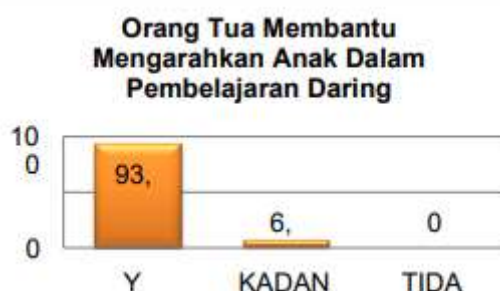 Orang Tua Membantu
Mengarahkan Anak Dalam
Pembelajaran Daring
10
0
93,
6,
0
0
Y KADAN TIDA